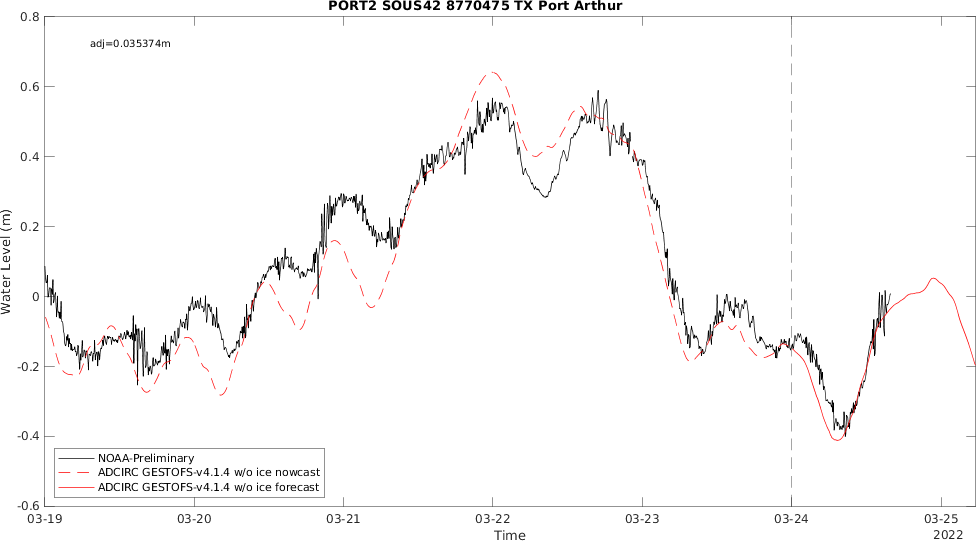 PORT2 SOUS42 8770475 TX Port Arthur
adj=0.035374m
Water Level (m)
0.8
0.6
0.4
0.2
0
-0.2
-0.4
-0.6
NOAA-Preliminary
ADCIRC GESTOFS-v4.1.4 w/o ice nowcast
ADCIRC GESTOFS-v4.1.4 w/o ice forecast
03-19 03-20 03-21 03-22 03-23 03-24 03-25
Time
2022